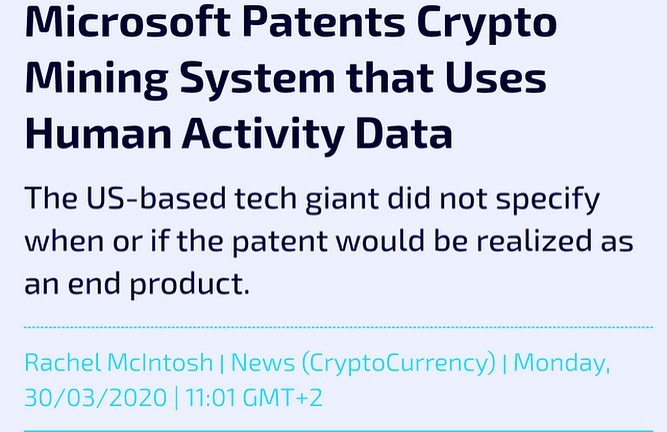 Microsoft Patents Crypto
Mining System that Uses
Human Activity Data
The US-based tech giant did not specify
when or if the patent would be realized as
an end product.
Rachel McIntosh | News (CryptoCurrency) | Monday,
30/03/2020 | 11:01 GMT+2